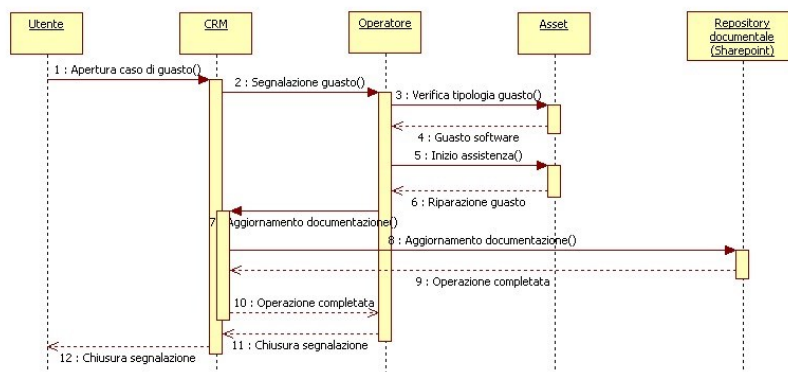 Utente
CRM
Operatore
Asset
Repository
documentale
(Sharepoint)
1 : Apertura caso di guasto()
2 : Segnalazione guasto()
3 : Verifica tipologia guasto()
4 : Guasto software
5 : Inizio assistenza()
6 : Riparazione guasto
7 : Aggiornamento documentazione()
8 : Aggiornamento documentazione()
9 : Operazione completata
10 : Operazione completata
11 : Chiusura segnalazione
12 : Chiusura segnalazione